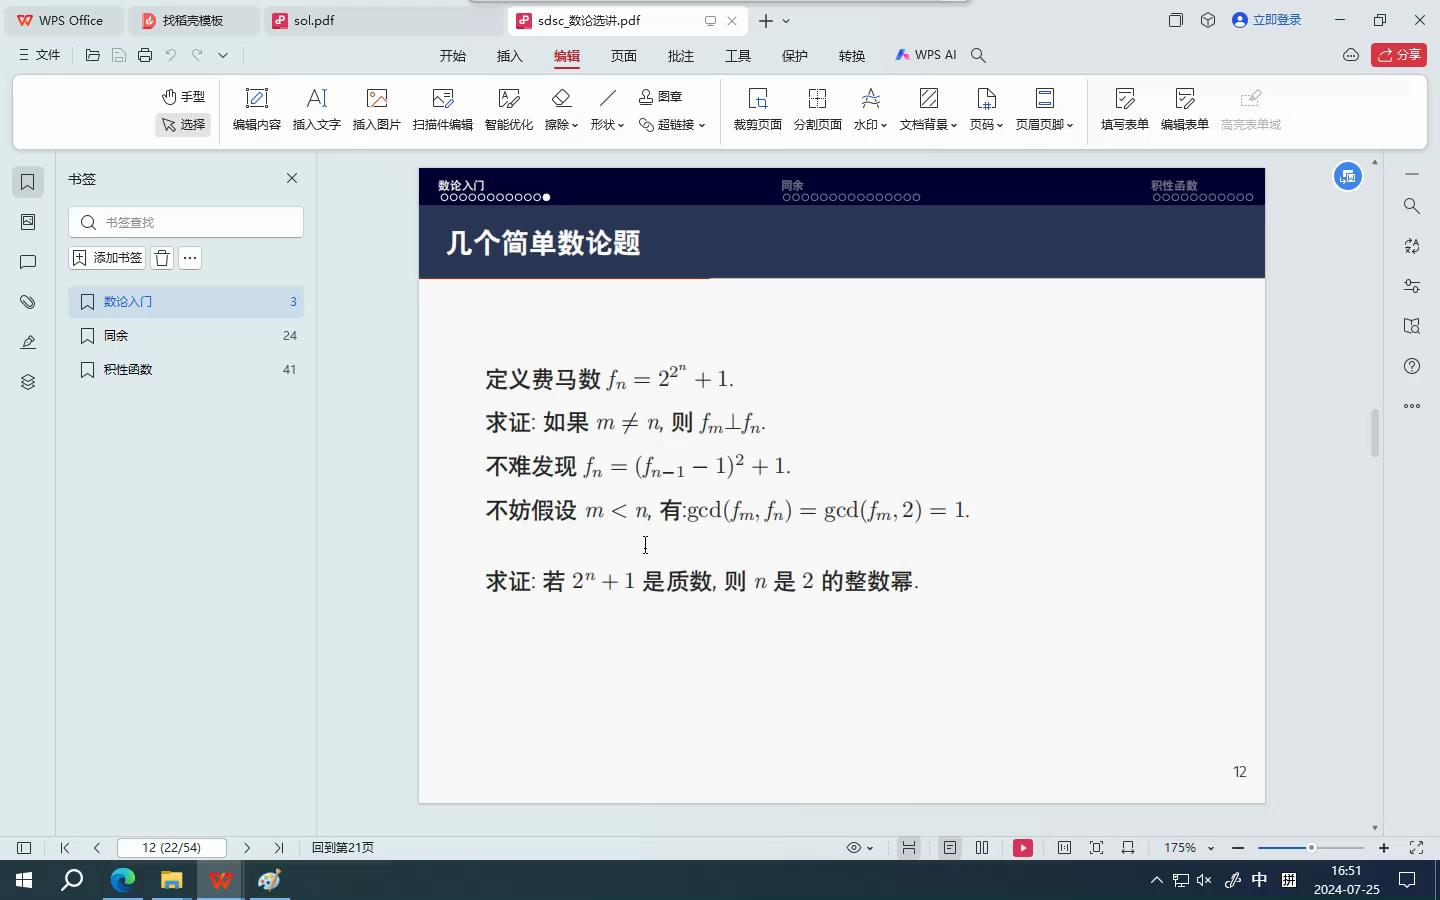 WPS Office
找稻壳模板
sol.pdf
sdsc_数论选讲.pdf
立即登录
文件
开始
插入
编辑
页面
批注
工具
保护
转换
WPS AI
分享
手型
选择
编辑内容
插入文字
插入图片
扫描件编辑
智能优化
擦除
形状
图章
超链接
裁剪页面
分割页面
水印
文档背景
页码
页眉页脚
填写表单
编辑表单
高亮表单域
书签
书签查找
添加书签
数论入门 3
同余 24
积性函数 41
数论入门
同余
积性函数
几个简单数论题
定义费马数 $f_n = 2^{2^n} + 1$.
求证: 如果 $m \neq n$, 则 $f_m \perp f_n$.
不难发现 $f_n = (f_{n-1} - 1)^2 + 1$.
不妨假设 $m < n$, 有:$\gcd(f_m, f_n) = \gcd(f_m, 2) = 1$.
求证: 若 $2^n + 1$ 是质数, 则 $n$ 是 2 的整数幂.
12
12 (22/54)
回到第21页
175%
中
拼
16:51
2024-07-25